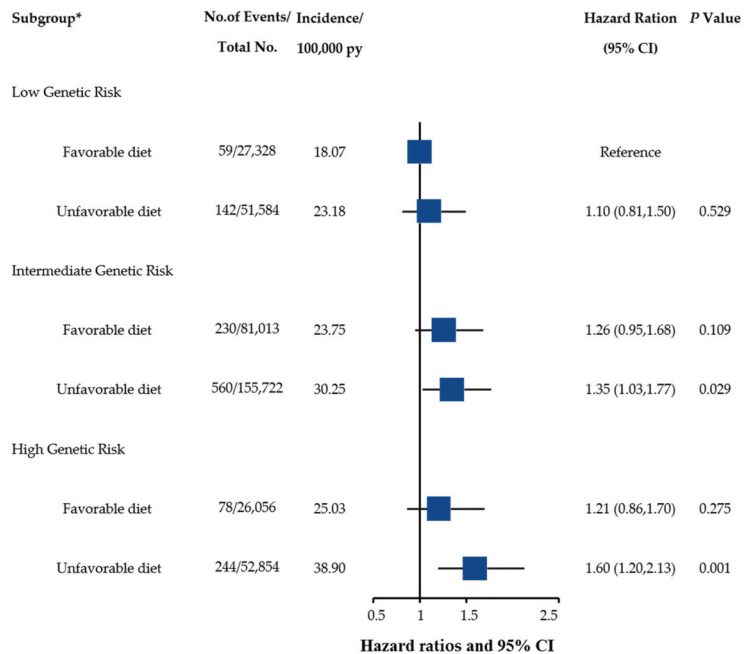 Subgroup* No.of Events/ Incidence/ Hazard Ration P Value
Total No. 100,000 py (95% CI)
Low Genetic Risk
Favorable diet 59/27,328 18.07 Reference
Unfavorable diet 142/51,584 23.18 1.10 (0.81,1.50) 0.529
Intermediate Genetic Risk
Favorable diet 230/81,013 23.75 1.26 (0.95,1.68) 0.109
Unfavorable diet 560/155,722 30.25 1.35 (1.03,1.77) 0.029
High Genetic Risk
Favorable diet 78/26,056 25.03 1.21 (0.86,1.70) 0.275
Unfavorable diet 244/52,854 38.90 1.60 (1.20,2.13) 0.001
0.5 1 1.5 2.5
Hazard ratios and 95% CI